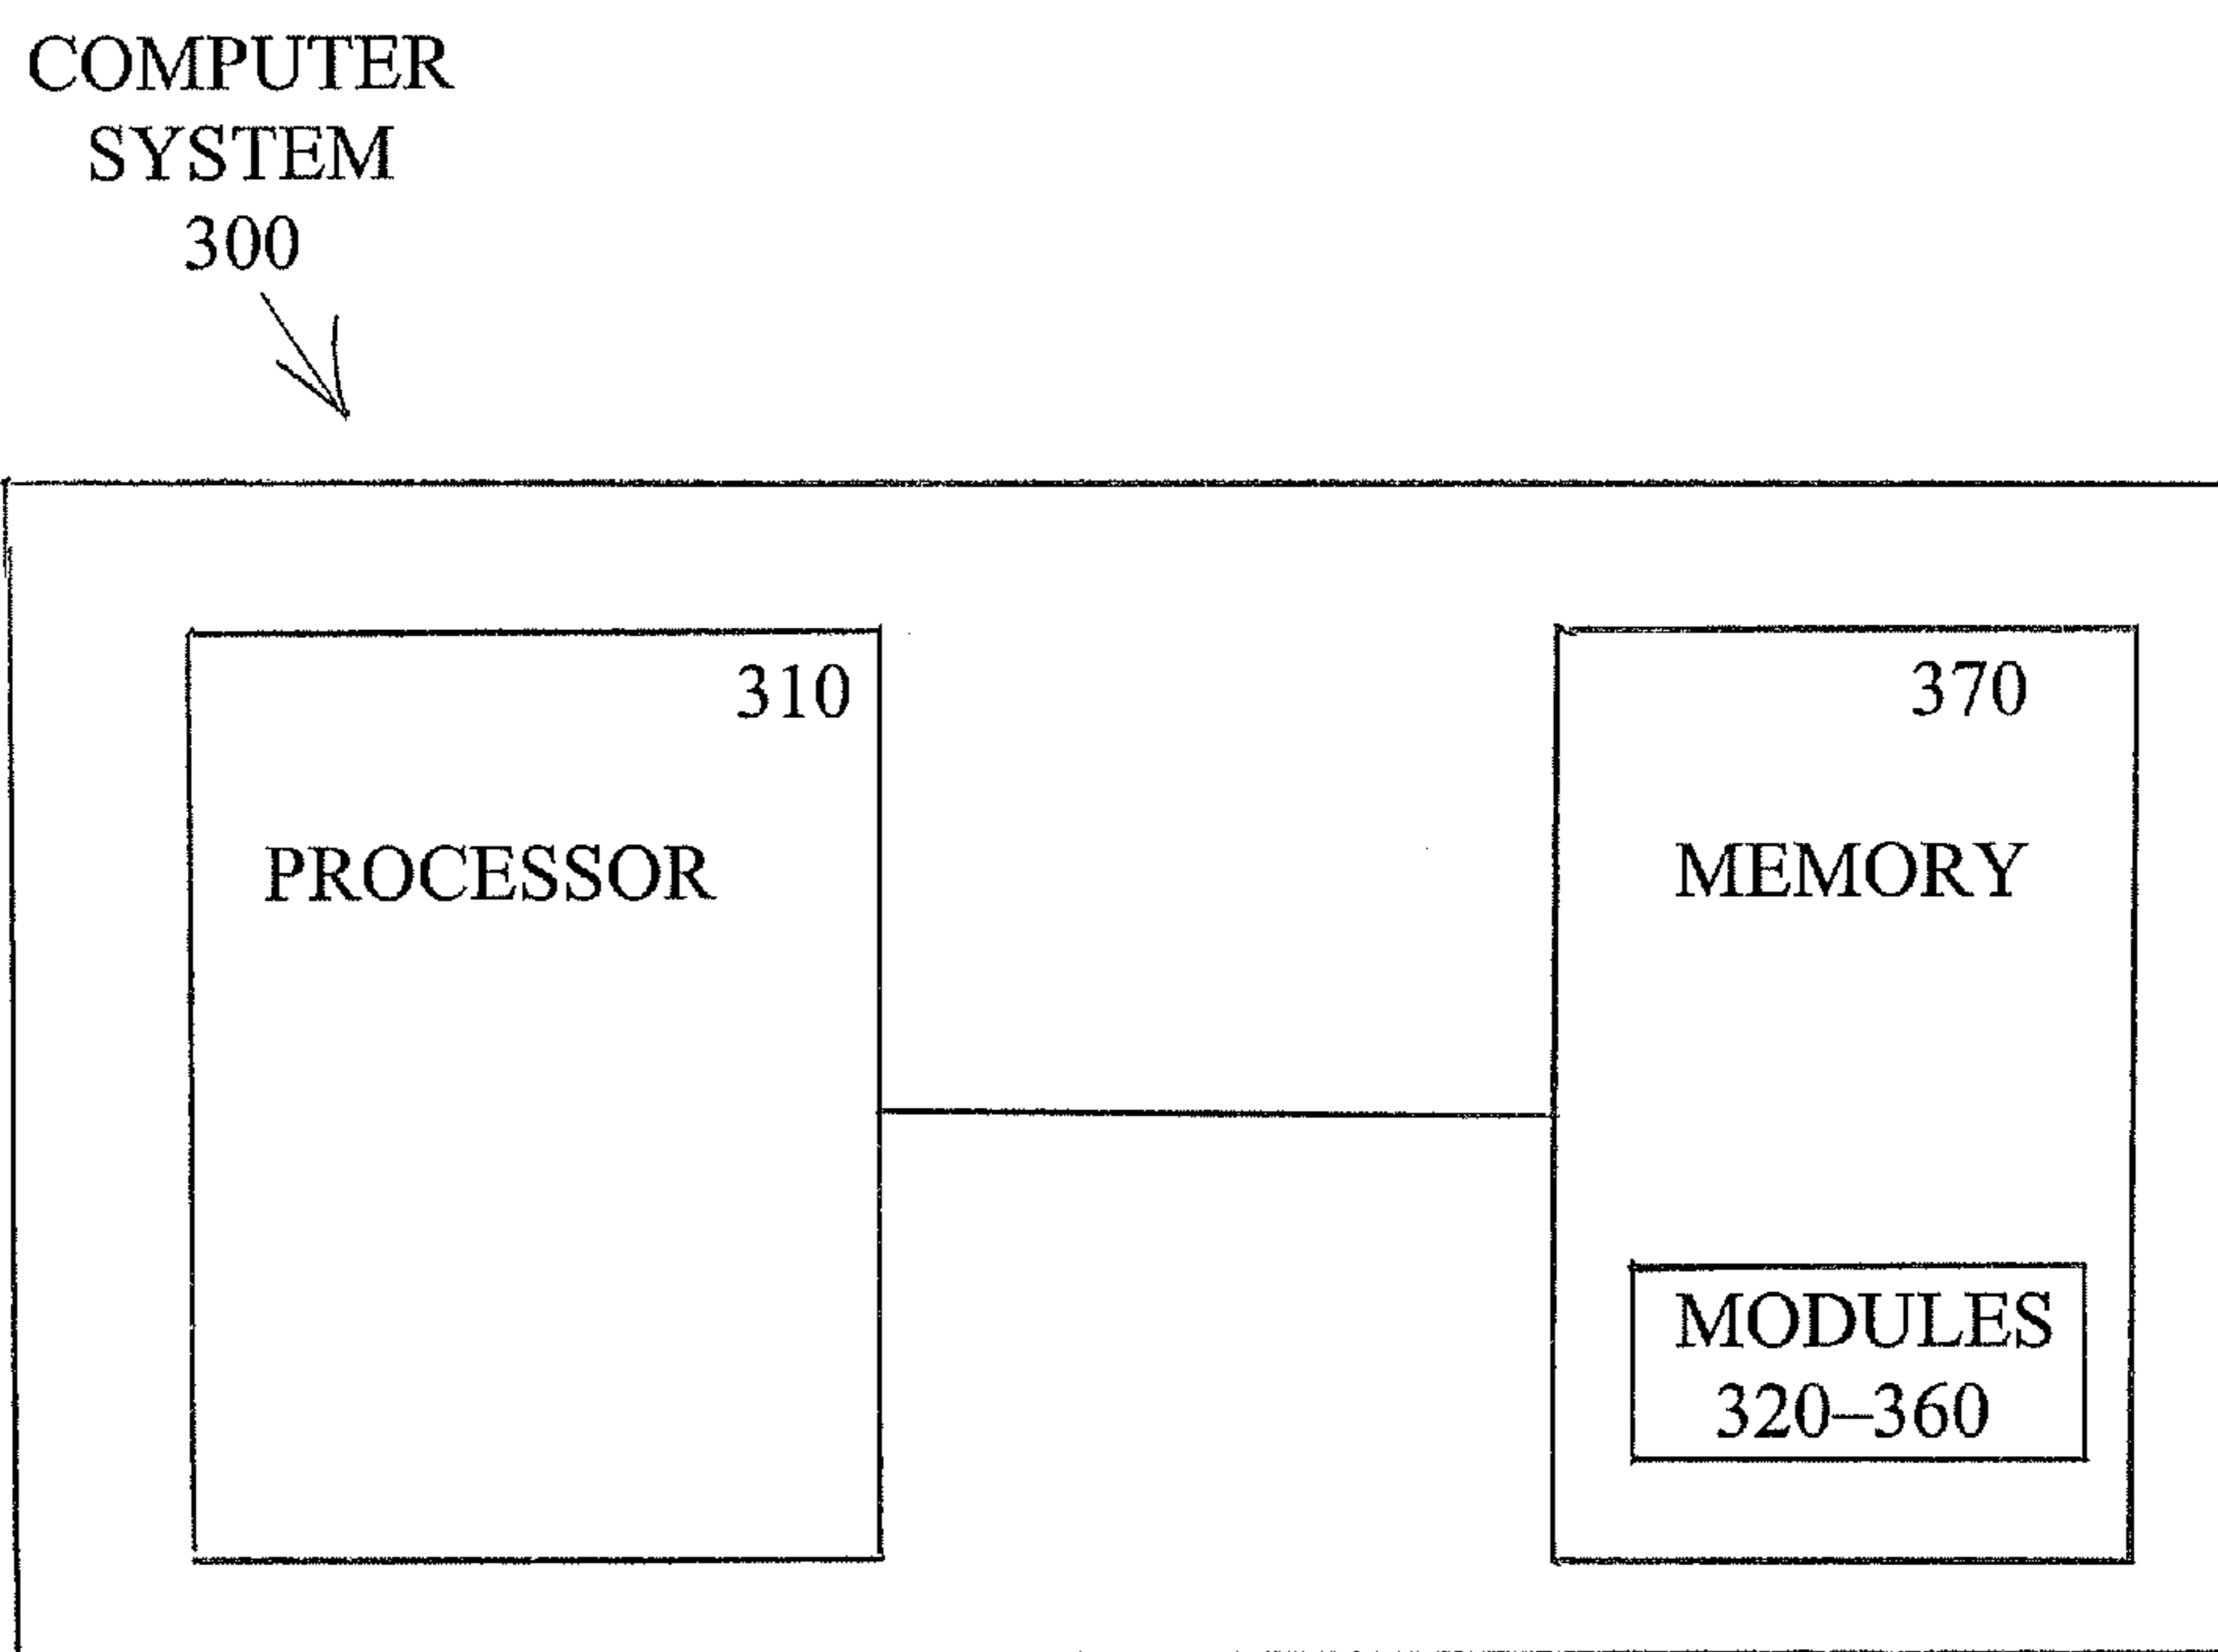 COMPUTER
SYSTEM
300
310
PROCESSOR
370
MEMORY
MODULES
320–360